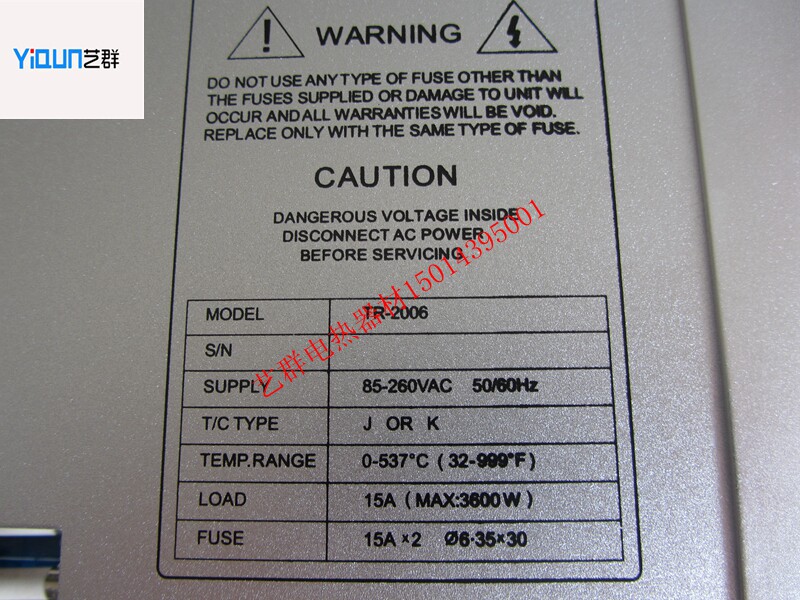 YiQUN艺群
WARNING
DO NOT USE ANY TYPE OF FUSE OTHER THAN
THE FUSES SUPPLIED OR DAMAGE TO UNIT WILL
OCCUR AND ALL WARRANTIES WILL BE VOID.
REPLACE ONLY WITH THE SAME TYPE OF FUSE.
CAUTION
DANGEROUS VOLTAGE INSIDE
DISCONNECT AC POWER
BEFORE SERVICING
艺群电热器材15014395001
MODEL TR-2006
S/N
SUPPLY 85-260VAC 50/60Hz
T/C TYPE J OR K
TEMP.RANGE 0-537°C (32-999°F)
LOAD 15A (MAX:3600W)
FUSE 15A×2 Ø6·35×30